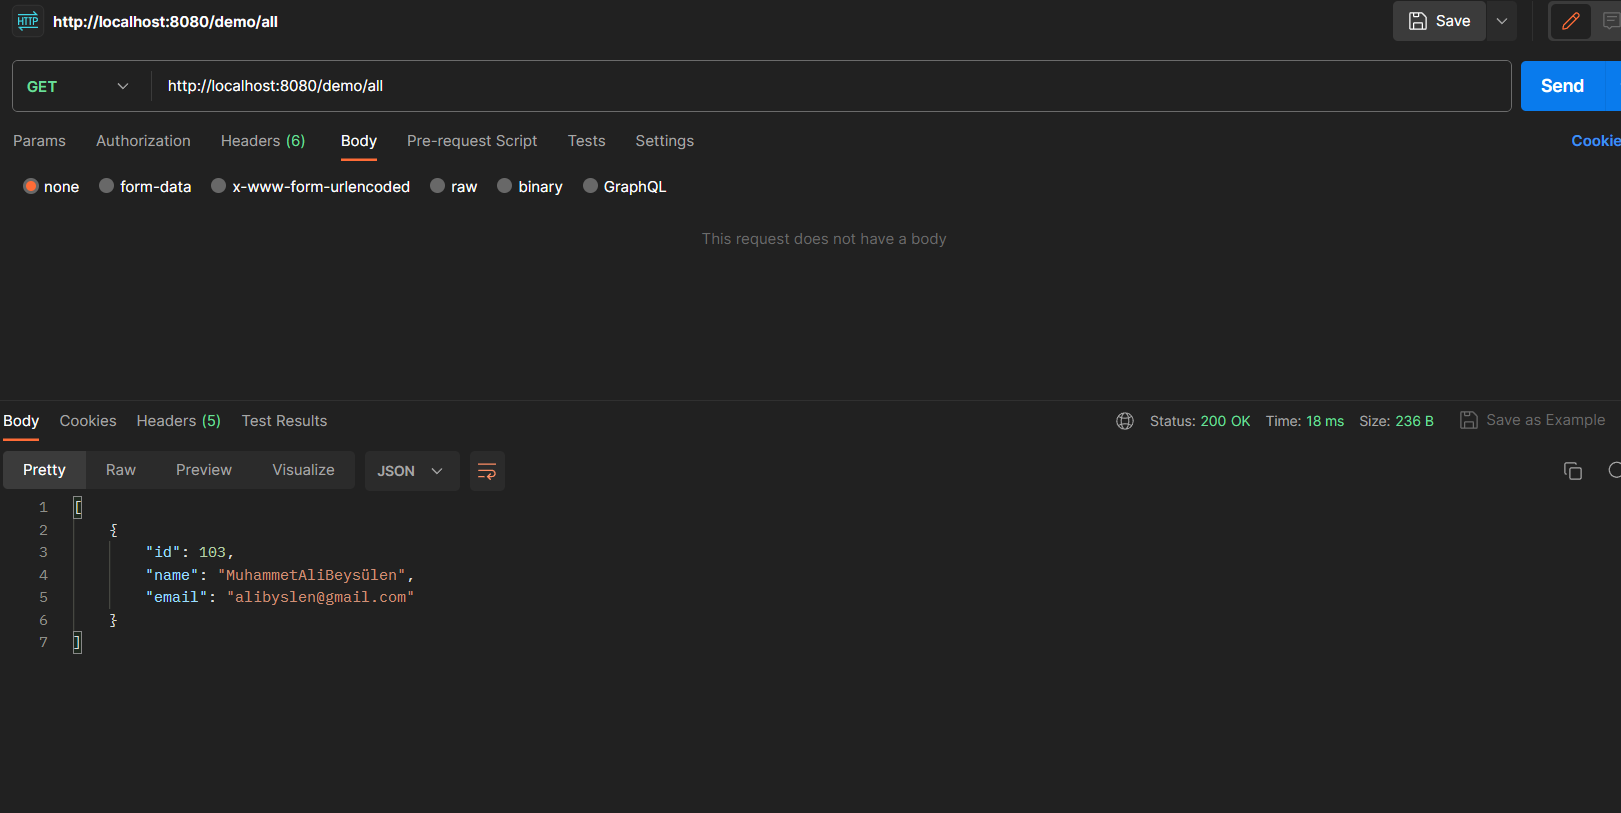 HTTP http://localhost:8080/demo/all Save
GET http://localhost:8080/demo/all Send
Params Authorization Headers (6) Body Pre-request Script Tests Settings Cookie
none form-data x-www-form-urlencoded raw binary GraphQL
This request does not have a body
Body Cookies Headers (5) Test Results Status: 200 OK Time: 18 ms Size: 236 B Save as Example
Pretty Raw Preview Visualize JSON
1 [
2 {
3 "id": 103,
4 "name": "MuhammetAliBeysülen",
5 "email": "alibyslen@gmail.com"
6 }
7 ]